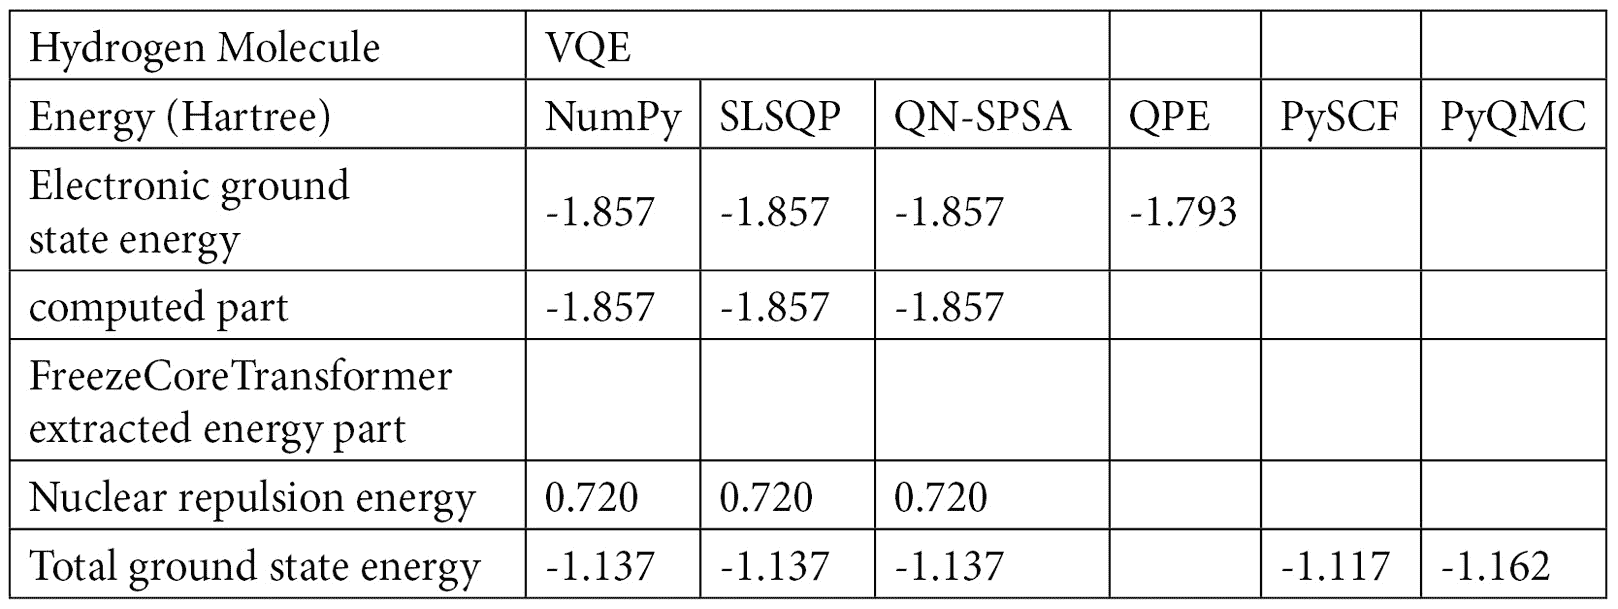 Hydrogen Molecule VQE
Energy (Hartree) NumPy SLSQP QN-SPSA QPE PySCF PyQMC
Electronic ground
state energy -1.857 -1.857 -1.857 -1.793
computed part -1.857 -1.857 -1.857
FreezeCoreTransformer
extracted energy part
Nuclear repulsion energy 0.720 0.720 0.720
Total ground state energy -1.137 -1.137 -1.137 -1.117 -1.162